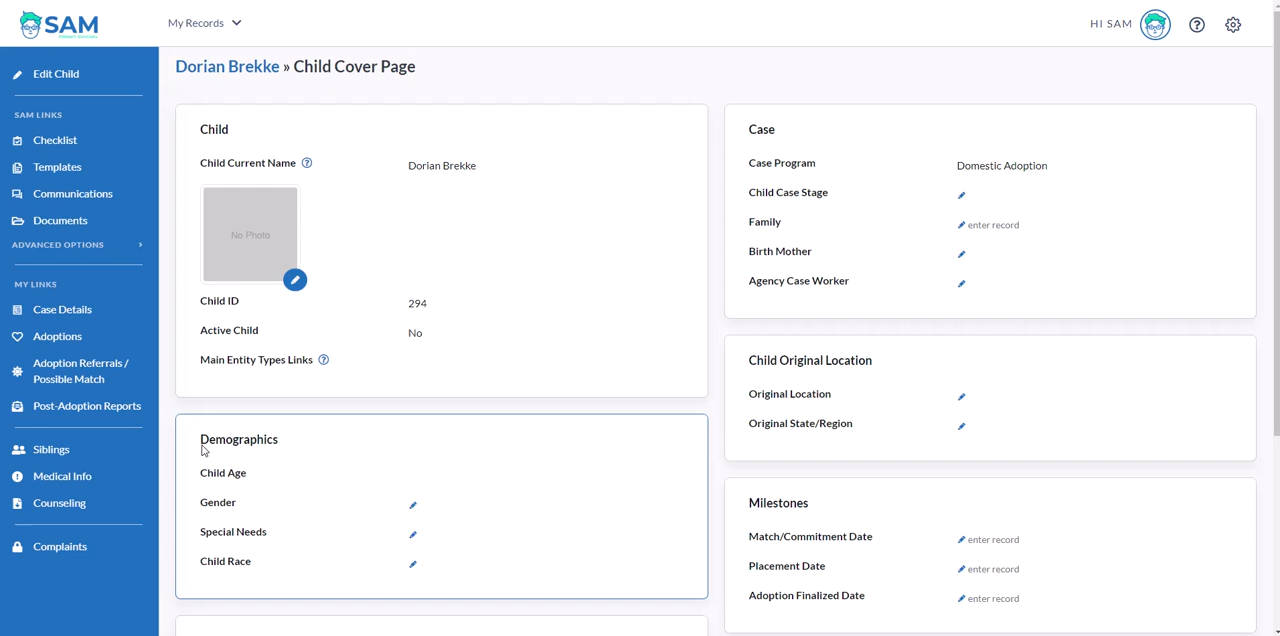 SAM
My Records
HI SAM
Edit Child
SAM LINKS
Checklist
Templates
Communications
Documents
ADVANCED OPTIONS
MY LINKS
Case Details
Adoptions
Adoption Referrals /
Possible Match
Post-Adoption Reports
Siblings
Medical Info
Counseling
Complaints
Dorian Brekke » Child Cover Page
Child
Child Current Name ? Dorian Brekke
No Photo
Child ID 294
Active Child No
Main Entity Types Links ?
Demographics
Child Age
Gender
Special Needs
Child Race
Case
Case Program Domestic Adoption
Child Case Stage
Family enter record
Birth Mother
Agency Case Worker
Child Original Location
Original Location
Original State/Region
Milestones
Match/Commitment Date enter record
Placement Date enter record
Adoption Finalized Date enter record